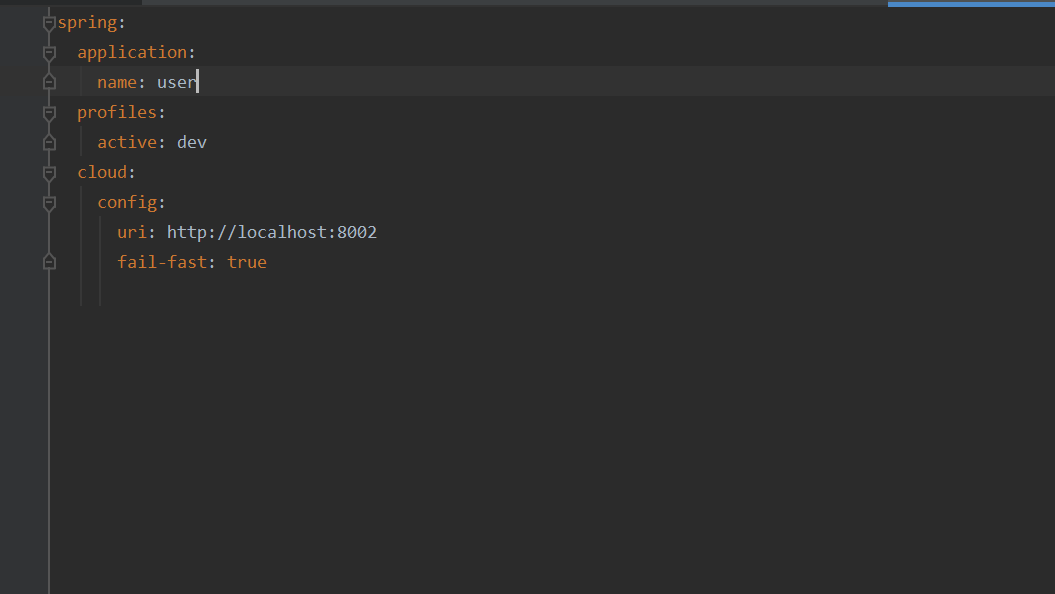 spring:
  application:
    name: user
  profiles:
    active: dev
  cloud:
    config:
      uri: http://localhost:8002
      fail-fast: true